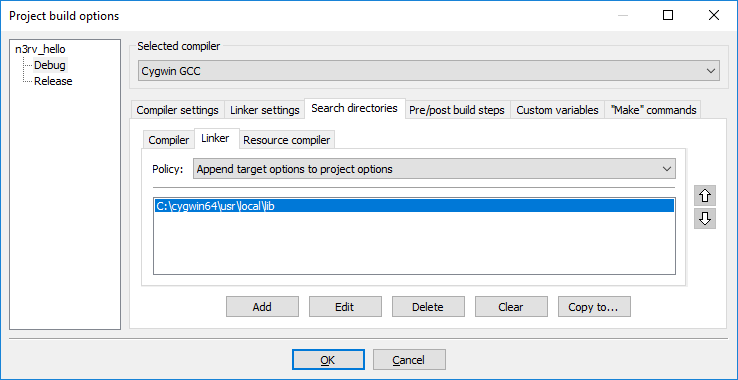 Project build options
n3rv_hello
Debug
Release
Selected compiler
Cygwin GCC
Compiler settings Linker settings Search directories Pre/post build steps Custom variables "Make" commands
Compiler Linker Resource compiler
Policy: Append target options to project options
C:\cygwin64\usr\local\lib
Add Edit Delete Clear Copy to...
OK Cancel